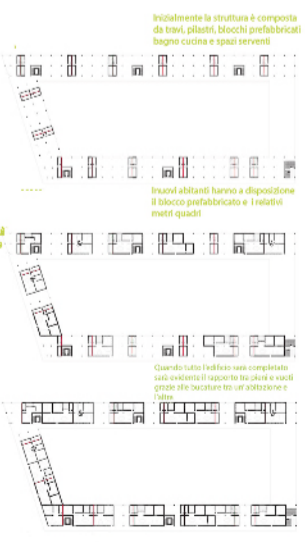 Inizialmente la struttura è composta
da travi, pilastri, blocchi prefabbricati
bagno cucina e spazi serventi
I nuovi abitanti hanno a disposizione
il blocco prefabbricato e i relativi
metri quadri
Quando tutto l'edificio sarà completato
sarà evidente il rapporto tra pieni e vuoti
grazie alle bucature tra un'abitazione e
l'altra